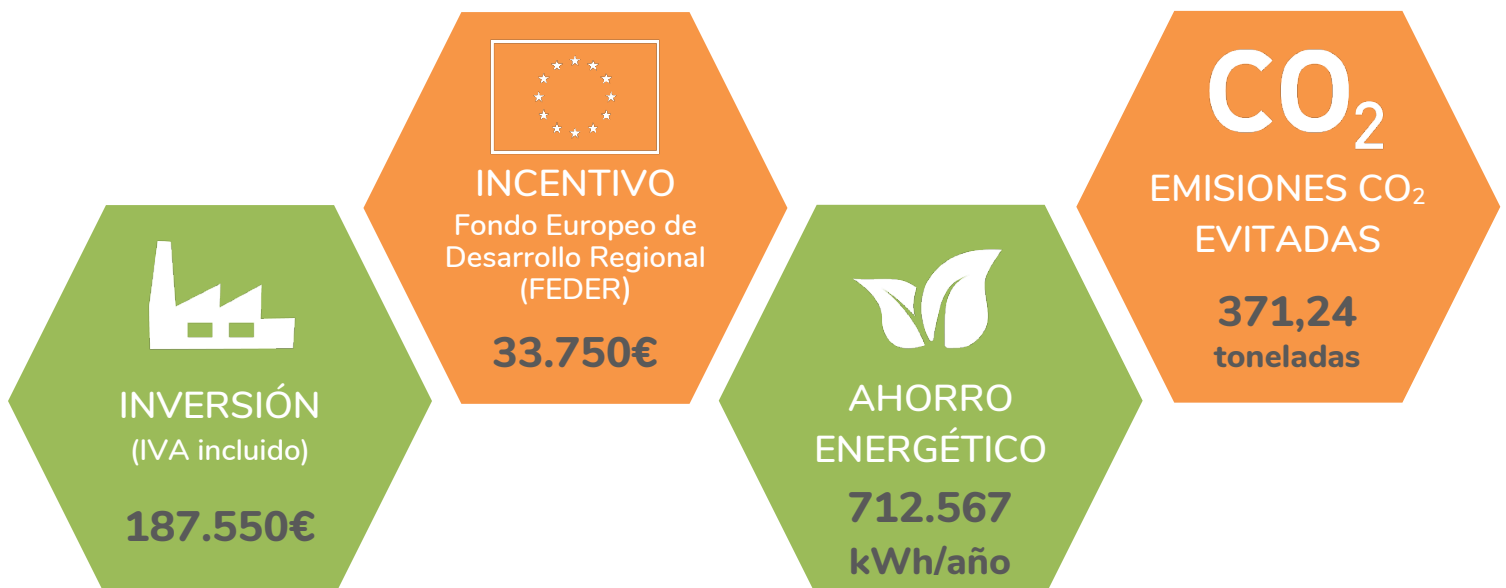 INVERSIÓN
(IVA incluido)
187.550€
INCENTIVO
Fondo Europeo de
Desarrollo Regional
(FEDER)
33.750€
AHORRO
ENERGÉTICO
712.567
kWh/año
CO₂
EMISIONES CO₂
EVITADAS
371,24
toneladas